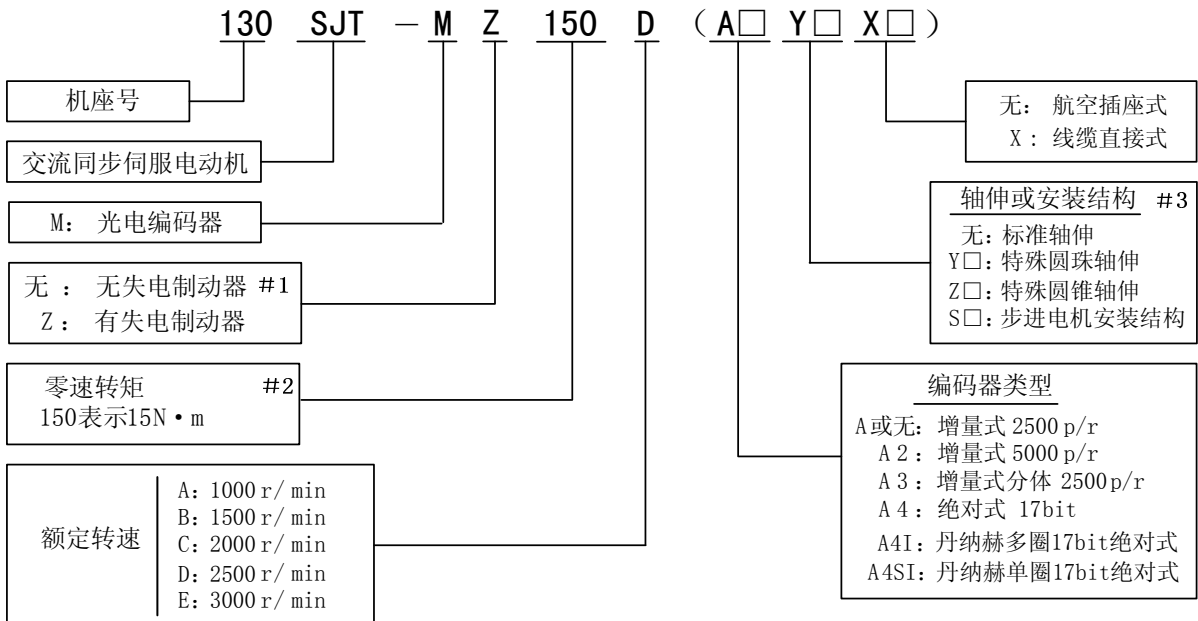 130 SJT －M Z 150 D （A□ Y□ X□）
机座号
交流同步伺服电动机
M： 光电编码器
无 ： 无失电制动器 #1
Z ： 有失电制动器
零速转矩 #2
150表示15N·m
额定转速
A：1000 r/min
B：1500 r/min
C：2000 r/min
D：2500 r/min
E：3000 r/min
无： 航空插座式
X ： 线缆直接式
轴伸或安装结构 #3
无：标准轴伸
Y□：特殊圆珠轴伸
Z□：特殊圆锥轴伸
S□：步进电机安装结构
编码器类型
A或无：增量式 2500 p/r
A 2 ：增量式 5000 p/r
A 3 ：增量式分体 2500p/r
A 4 ：绝对式 17bit
A4I：丹纳赫多圈17bit绝对式
A4SI：丹纳赫单圈17bit绝对式